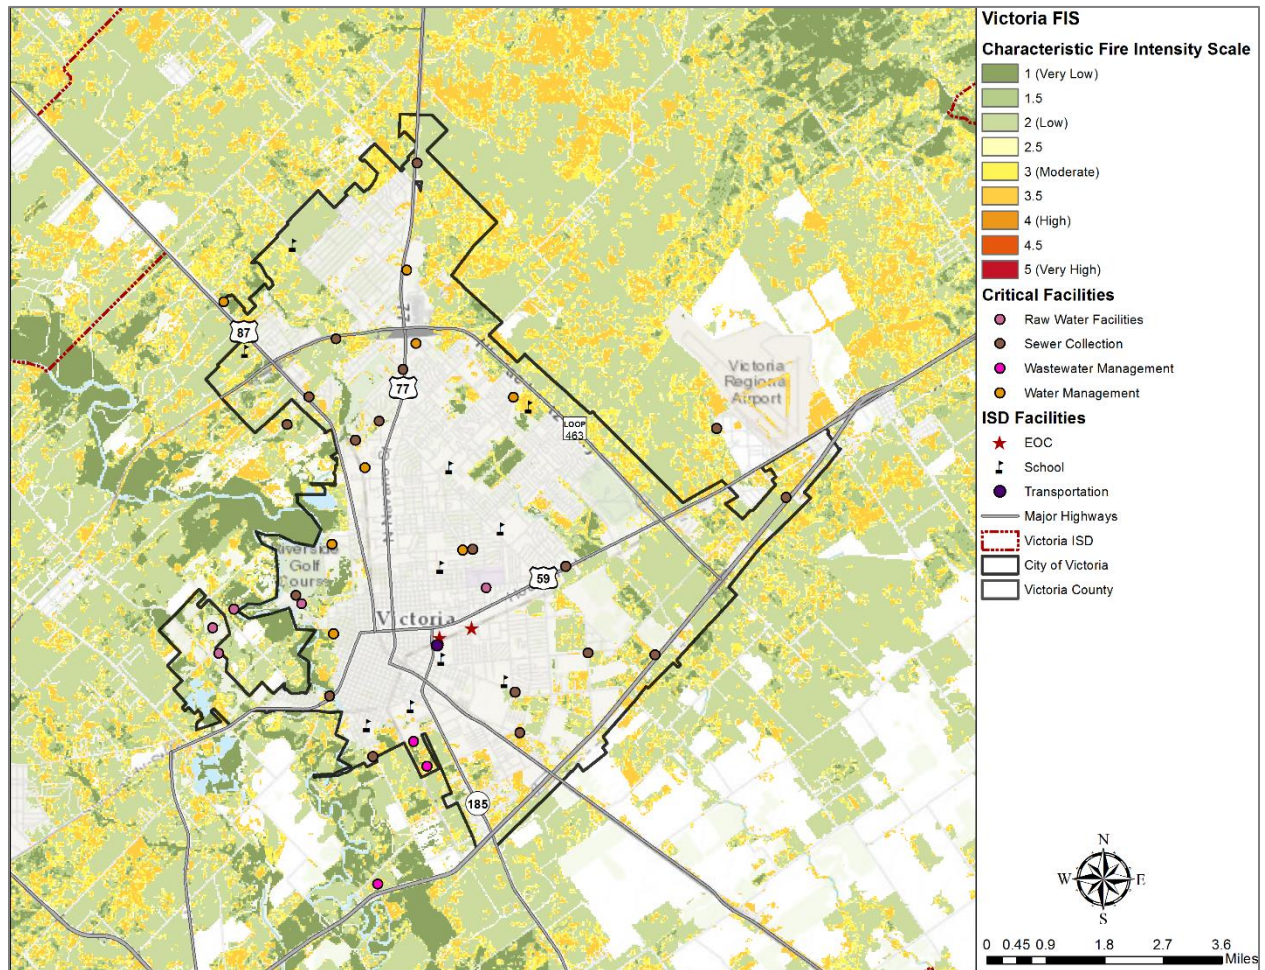 Victoria FIS
Characteristic Fire Intensity Scale
1 (Very Low)
1.5
2 (Low)
2.5
3 (Moderate)
3.5
4 (High)
4.5
5 (Very High)
Critical Facilities
Raw Water Facilities
Sewer Collection
Wastewater Management
Water Management
ISD Facilities
EOC
School
Transportation
Major Highways
Victoria ISD
City of Victoria
Victoria County
N
W
E
S
0 0.45 0.9 1.8 2.7 3.6
Miles
77
87
77
Victoria
Regional
Airport
LOOP
463
Riverside
Golf
Course
59
Victoria
185